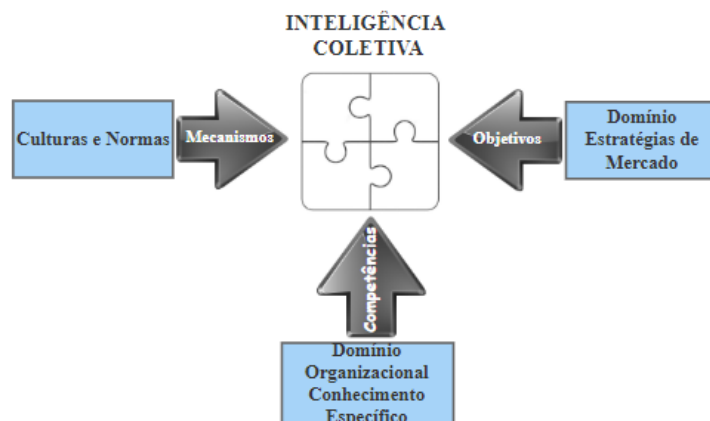 INTELIGÊNCIA
COLETIVA
Culturas e Normas
Mecanismos
Objetivos
Domínio
Estratégias de
Mercado
Competências
Domínio
Organizacional
Conhecimento
Específico